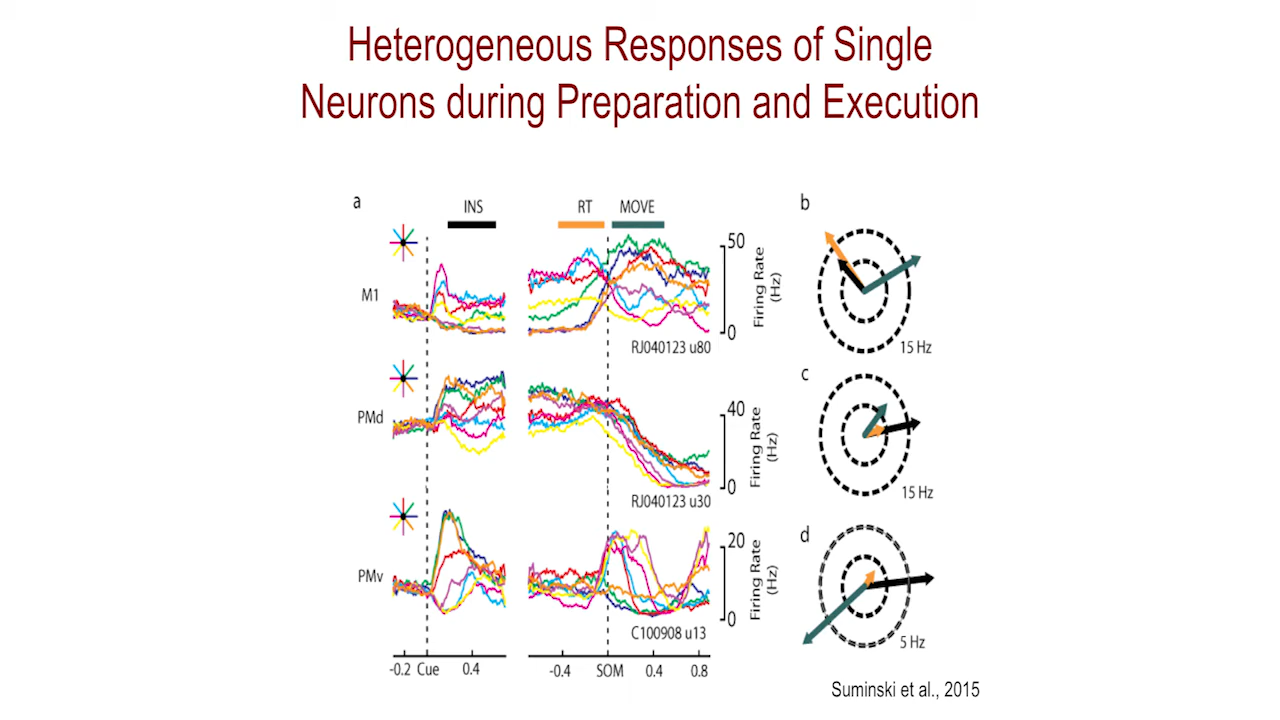 Heterogeneous Responses of Single
Neurons during Preparation and Execution
a
INS
RT
MOVE
M1
50
0
Firing Rate
(Hz)
RJ040123 u80
PMd
40
0
Firing Rate
(Hz)
RJ040123 u30
PMv
20
0
Firing Rate
(Hz)
C100908 u13
-0.2 Cue 0.4
-0.4 SOM 0.4 0.8
b
15 Hz
c
15 Hz
d
5 Hz
Suminski et al., 2015